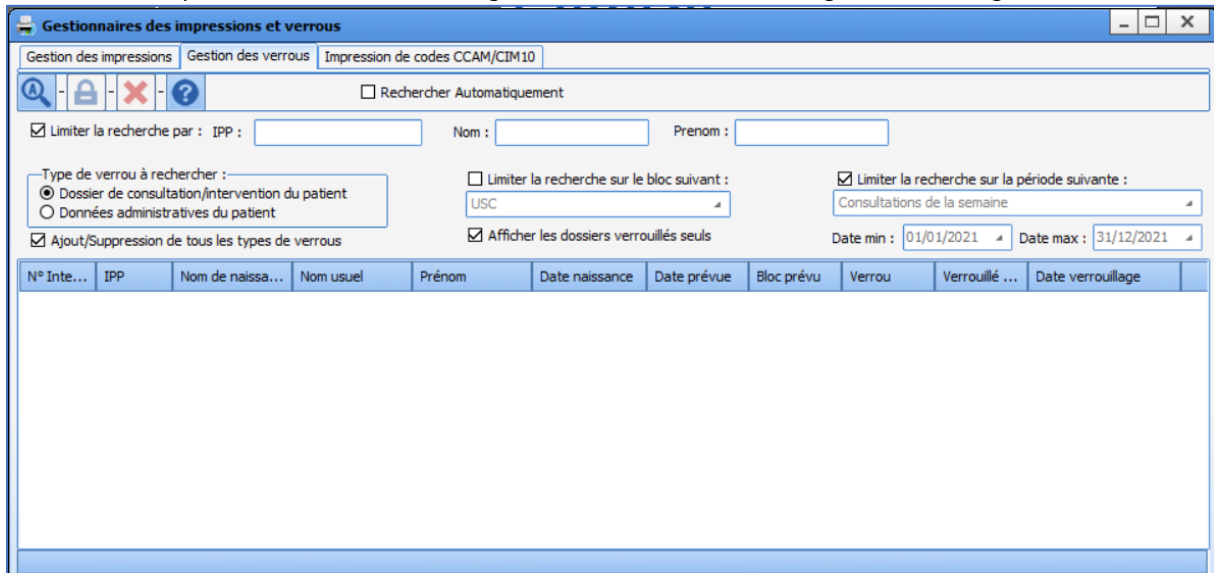 Gestionnaires des impressions et verrous
Gestion des impressions Gestion des verrous Impression de codes CCAM/CIM10
Rechercher Automatiquement
Limiter la recherche par : IPP : Nom : Prenom :
Type de verrou à rechercher :
Limiter la recherche sur le bloc suivant : Limiter la recherche sur la période suivante :
Dossier de consultation/intervention du patient
USC Consultations de la semaine
Données administratives du patient
Ajout/Suppression de tous les types de verrous Afficher les dossiers verrouillés seuls Date min : 01/01/2021 Date max : 31/12/2021
N° Inte... IPP Nom de naissa... Nom usuel Prénom Date naissance Date prévue Bloc prévu Verrou Verrouillé ... Date verrouillage